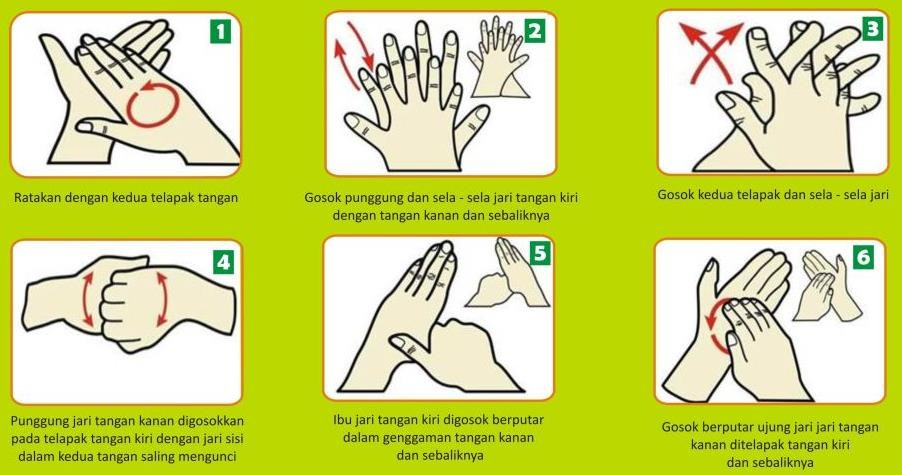 1
Ratakan dengan kedua telapak tangan
2
Gosok punggung dan sela - sela jari tangan kiri
dengan tangan kanan dan sebaliknya
3
Gosok kedua telapak dan sela - sela jari
4
Punggung jari tangan kanan digosokkan
pada telapak tangan kiri dengan jari sisi
dalam kedua tangan saling mengunci
5
Ibu jari tangan kiri digosok berputar
dalam genggaman tangan kanan
dan sebaliknya
6
Gosok berputar ujung jari jari tangan
kanan ditelapak tangan kiri
dan sebaliknya